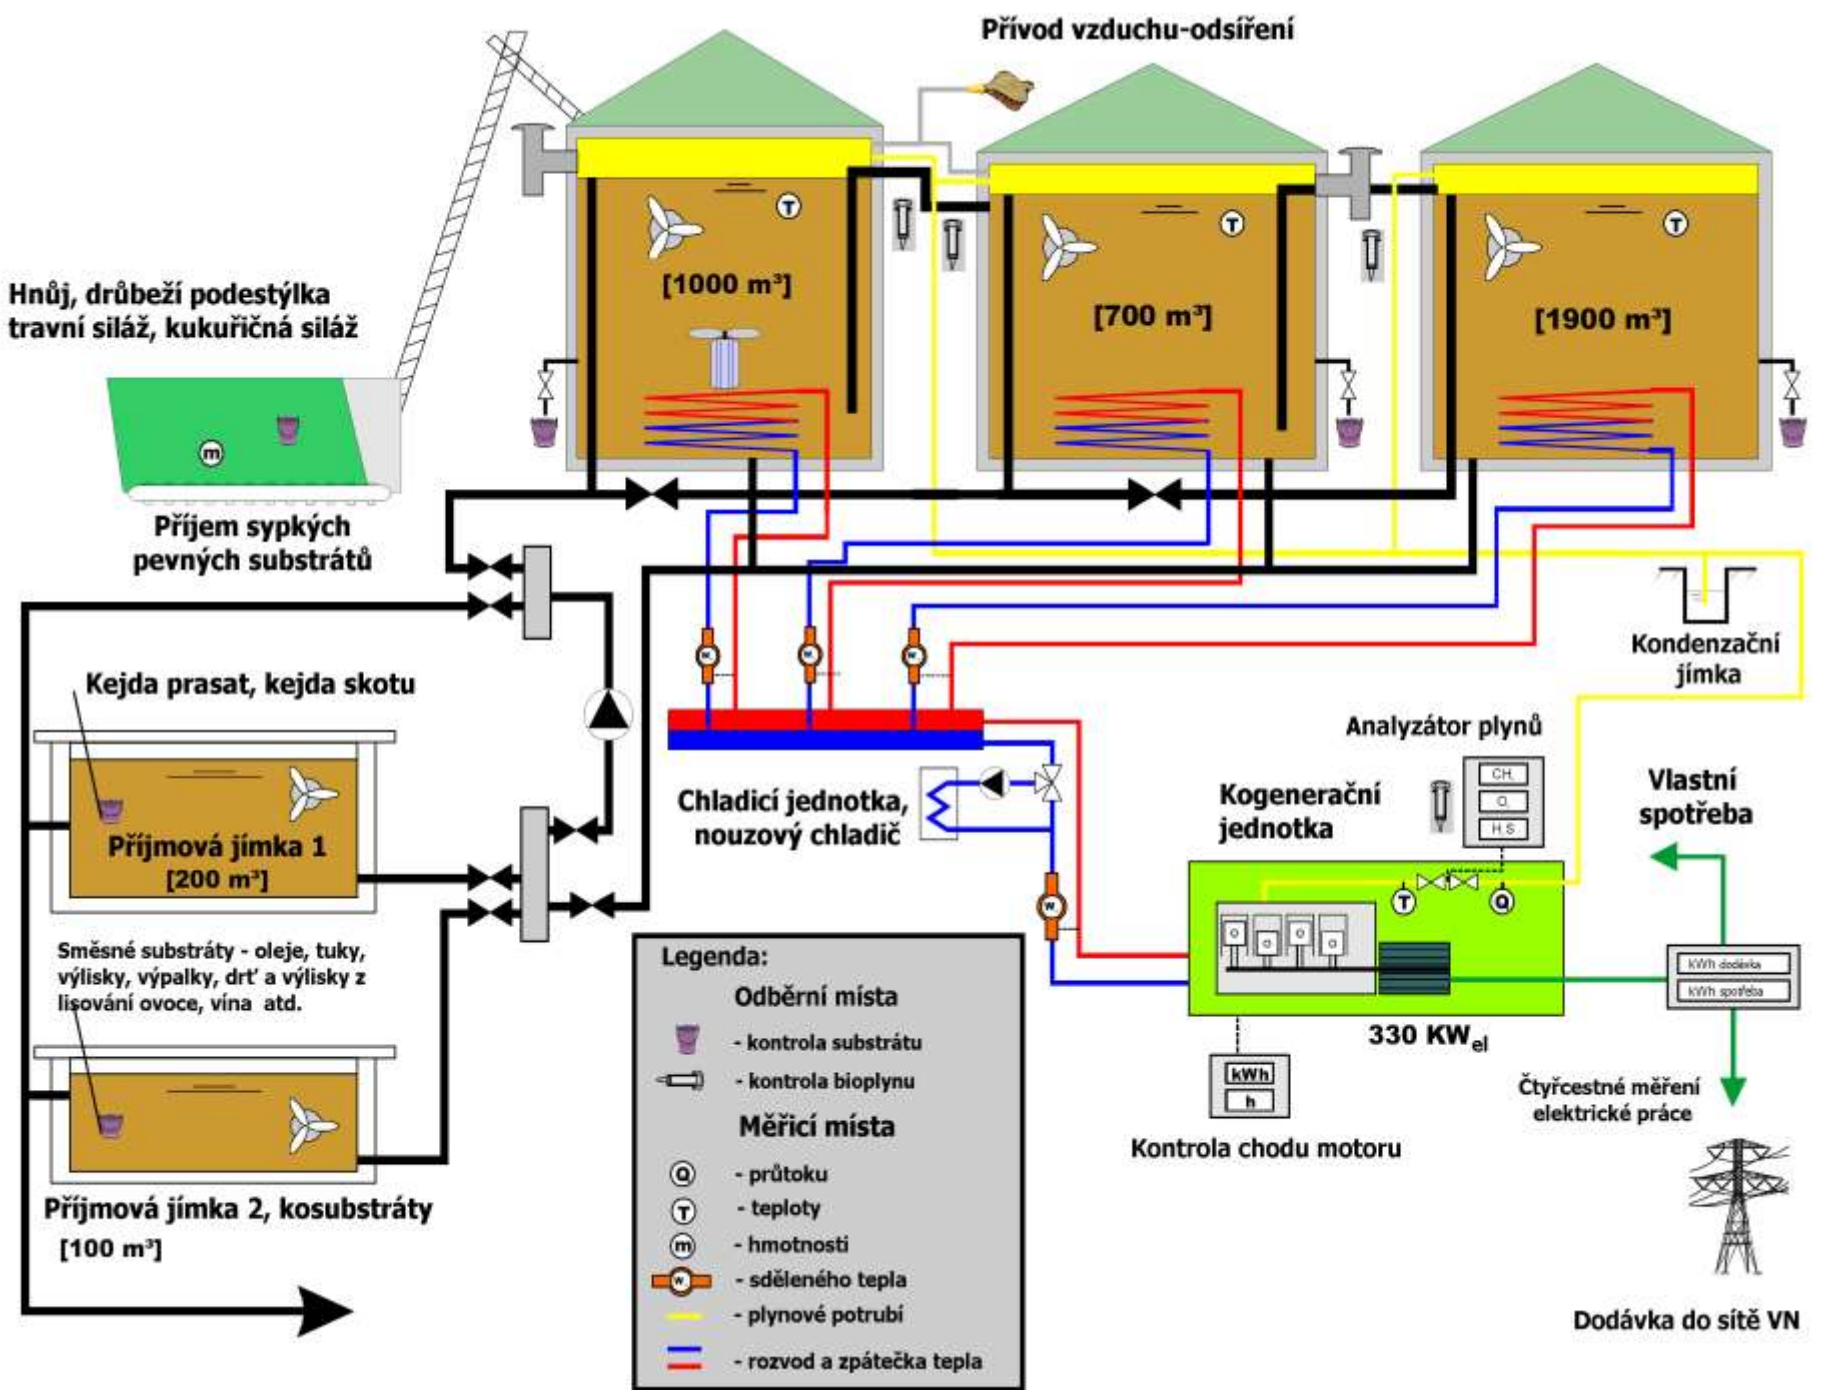 Přívod vzduchu-odsíření
T
T
T
[1000 m³]
[700 m³]
[1900 m³]
Hnůj, drůbeží podestýlka
travní siláž, kukuřičná siláž
m
Příjem sypkých
pevných substrátů
Kondenzační
jímka
W.
W.
W.
Kejda prasat, kejda skotu
Příjmová jímka 1
[200 m³]
Chladicí jednotka,
nouzový chladič
Analyzátor plynů
CH
O
H S
Kogenerační
jednotka
Vlastní
spotřeba
W.
T
Q
kWh dodávka
kWh spotřeba
330 KWel
kWh
h
Kontrola chodu motoru
Čtyřcestné měření
elektrické práce
Dodávka do sítě VN
Směsné substráty - oleje, tuky,
výlisky, výpalky, drť a výlisky z
lisování ovoce, vína atd.
Příjmová jímka 2, kosubstráty
[100 m³]
Legenda:
Odběrní místa
- kontrola substrátu
- kontrola bioplynu
Měřicí místa
Q - průtoku
T - teploty
m - hmotnosti
W. - sděleného tepla
- plynové potrubí
- rozvod a zpátečka tepla